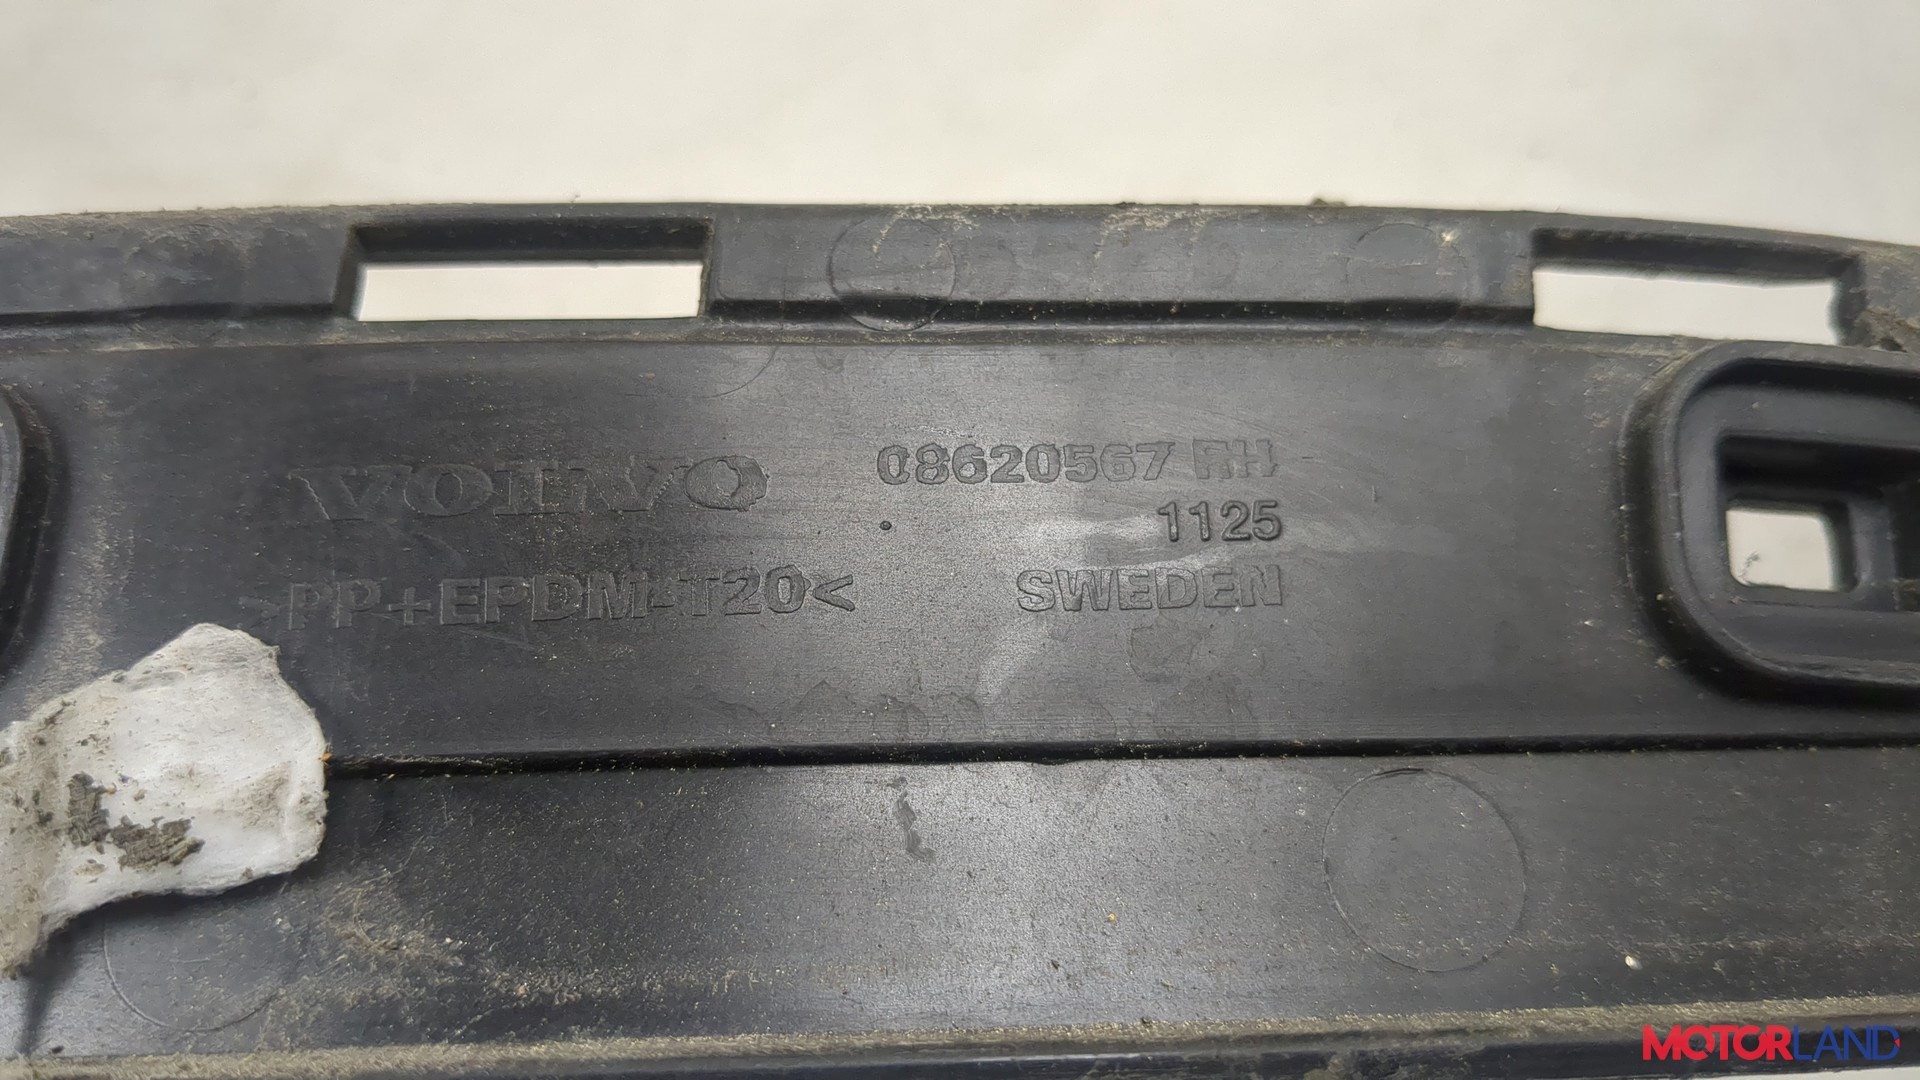 VOLVO
08620567 RH
1125
>PP+EPDM-T20<
SWEDEN
MOTORLAND